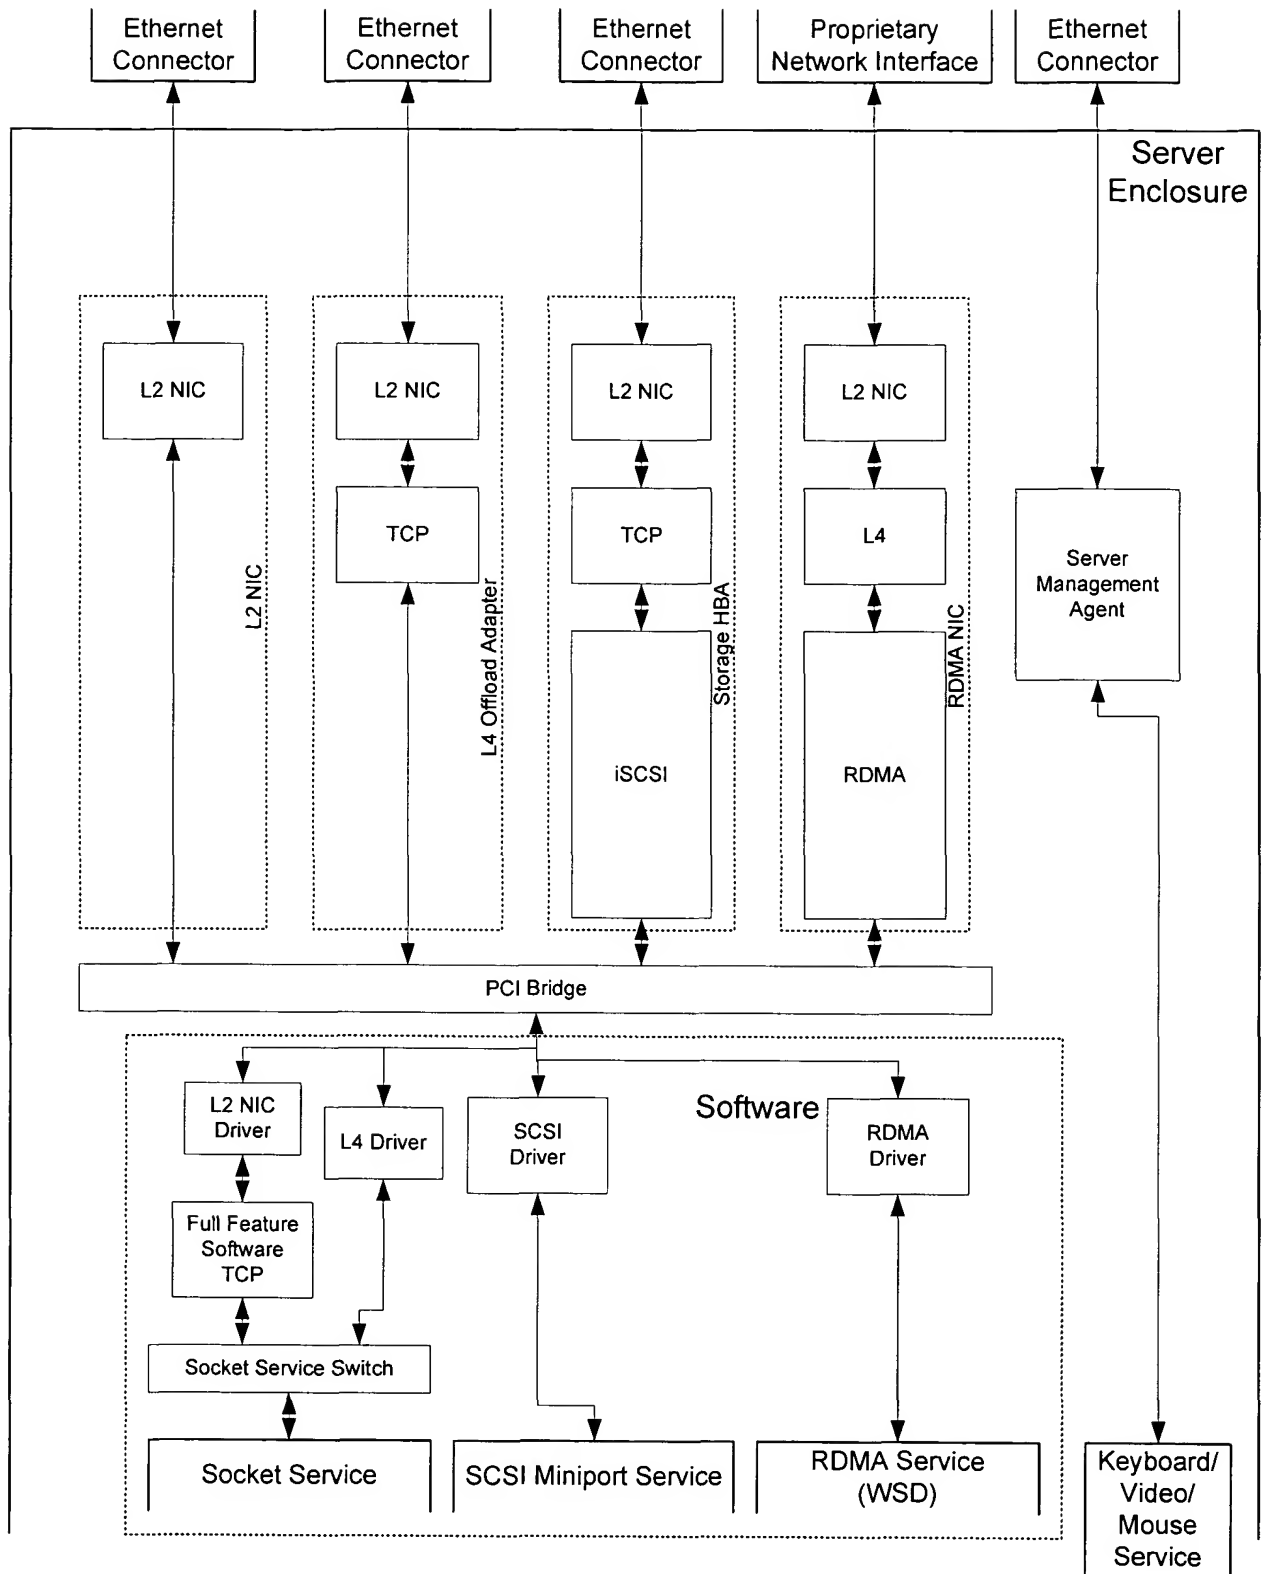 Ethernet
Connector
Ethernet
Connector
Ethernet
Connector
Proprietary
Network Interface
Ethernet
Connector
Server
Enclosure
L2 NIC
L2 NIC
L2 NIC
L2 NIC
TCP
TCP
L4
Server
Management
Agent
L2 NIC
L4 Offload Adapter
Storage HBA
RDMA NIC
iSCSI
RDMA
PCI Bridge
Software
L2 NIC
Driver
L4 Driver
SCSI
Driver
RDMA
Driver
Full Feature
Software
TCP
Socket Service Switch
Socket Service
SCSI Miniport Service
RDMA Service
(WSD)
Keyboard/
Video/
Mouse
Service